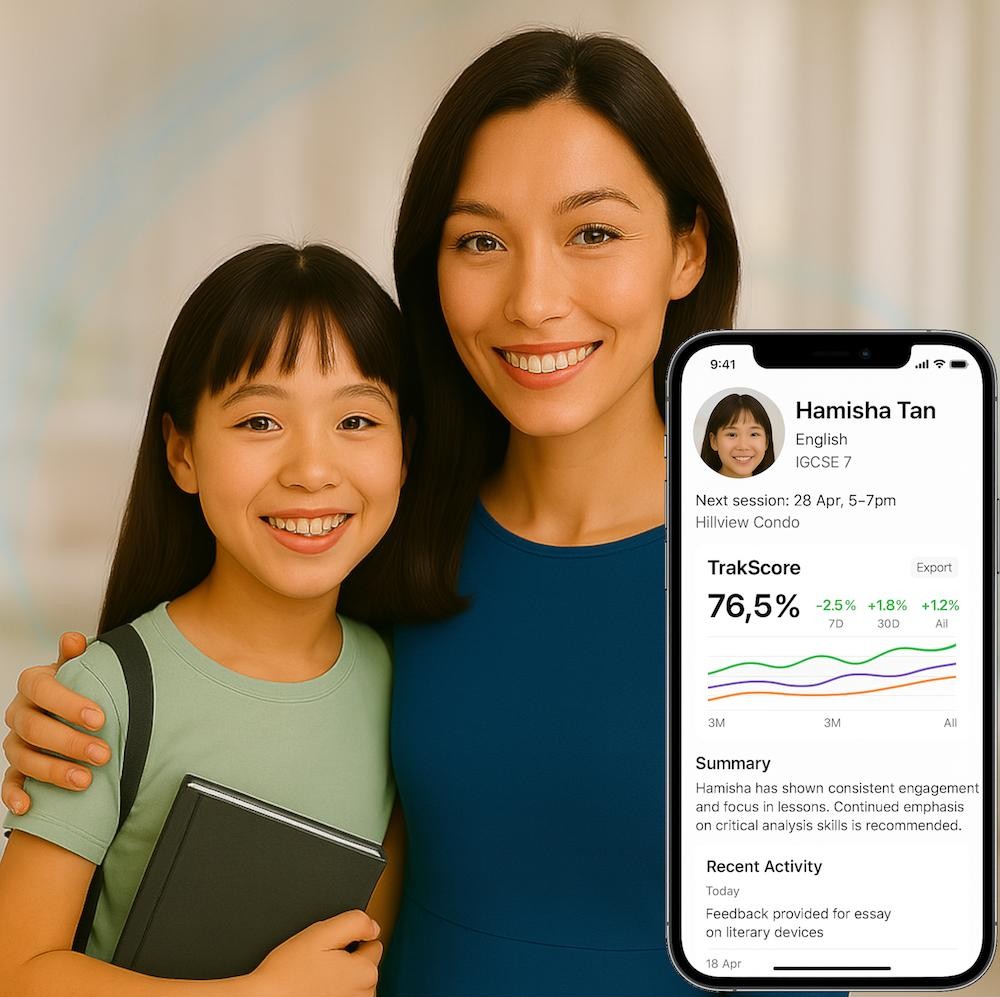 9:41
Hamisha Tan
English
IGCSE 7
Next session: 28 Apr, 5–7pm
Hillview Condo
TrakScore
Export
76,5% -2.5% +1.8% +1.2%
7D 30D All
3M 3M All
Summary
Hamisha has shown consistent engagement
and focus in lessons. Continued emphasis
on critical analysis skills is recommended.
Recent Activity
Today
Feedback provided for essay
on literary devices
18 Apr